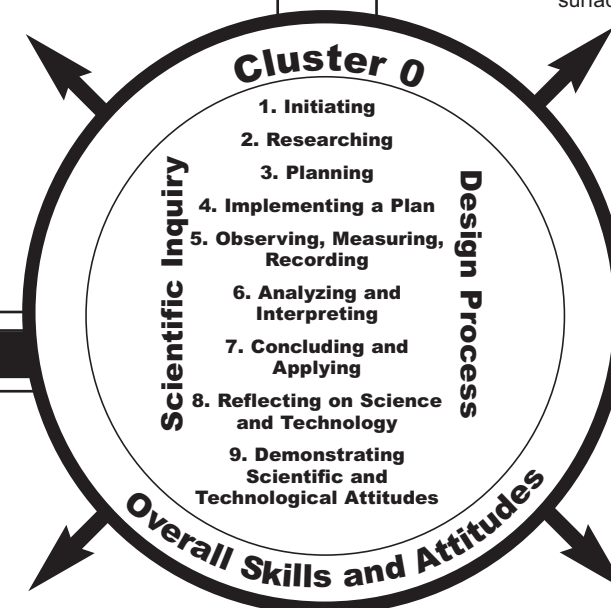 Cluster 0
1. Initiating
2. Researching
3. Planning
4. Implementing a Plan
5. Observing, Measuring,
Recording
6. Analyzing and
Interpreting
7. Concluding and
Applying
8. Reflecting on Science
and Technology
9. Demonstrating
Scientific and
Technological Attitudes
Scientific Inquiry
Design Process
Overall Skills and Attitudes